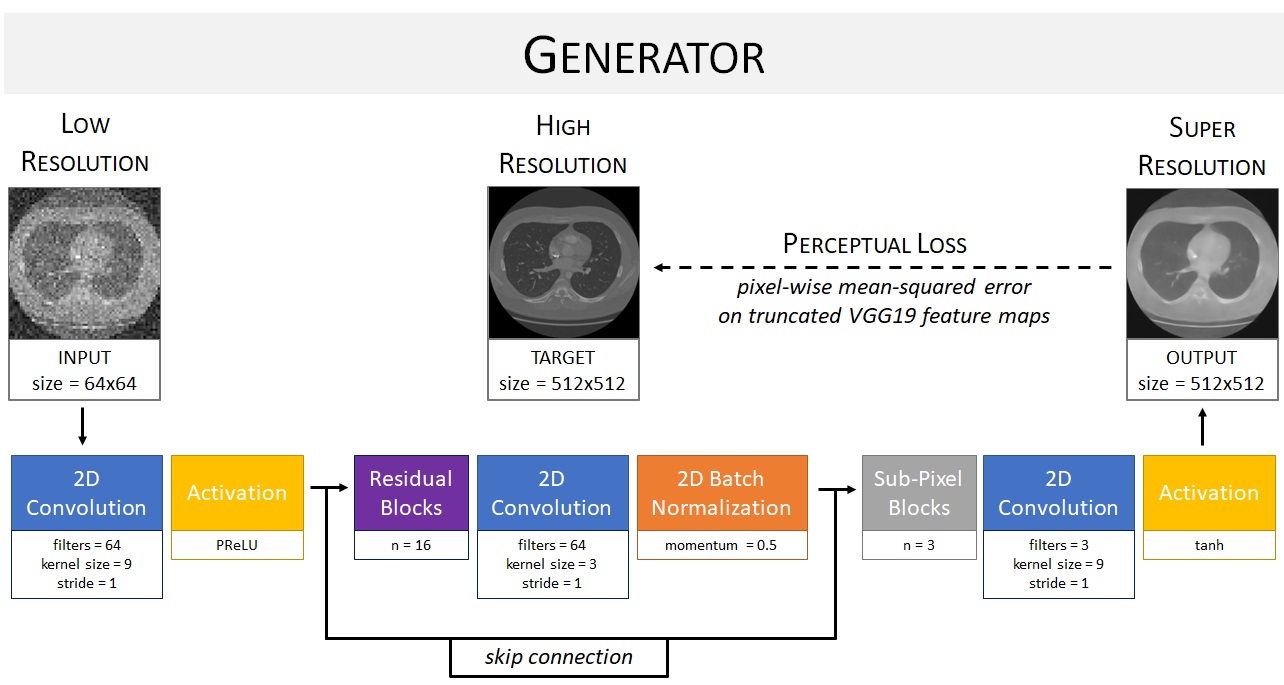 GENERATOR
LOW
RESOLUTION
HIGH
RESOLUTION
SUPER
RESOLUTION
PERCEPTUAL LOSS
pixel-wise mean-squared error
on truncated VGG19 feature maps
INPUT
size = 64x64
TARGET
size = 512x512
OUTPUT
size = 512x512
2D
Convolution
filters = 64
kernel size = 9
stride = 1
Activation
PReLU
Residual
Blocks
n = 16
2D
Convolution
filters = 64
kernel size = 3
stride = 1
2D Batch
Normalization
momentum = 0.5
Sub-Pixel
Blocks
n = 3
2D
Convolution
filters = 3
kernel size = 9
stride = 1
Activation
tanh
skip connection